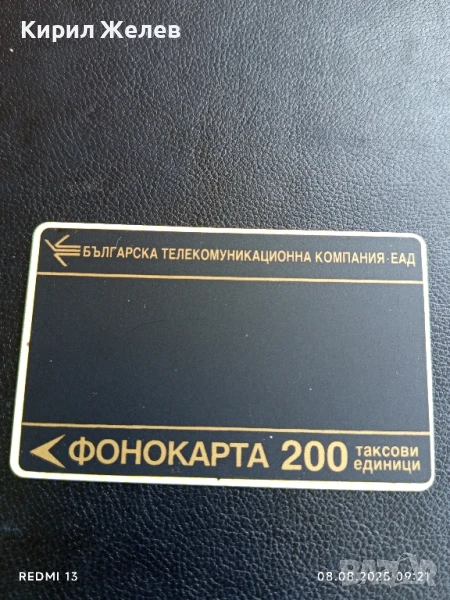 Кирил Желев
БЪЛГАРСКА ТЕЛЕКОМУНИКАЦИОННА КОМПАНИЯ-ЕАД
ФОНОКАРТА 200 таксови единици
REDMI 13
08.08.2025 09:21